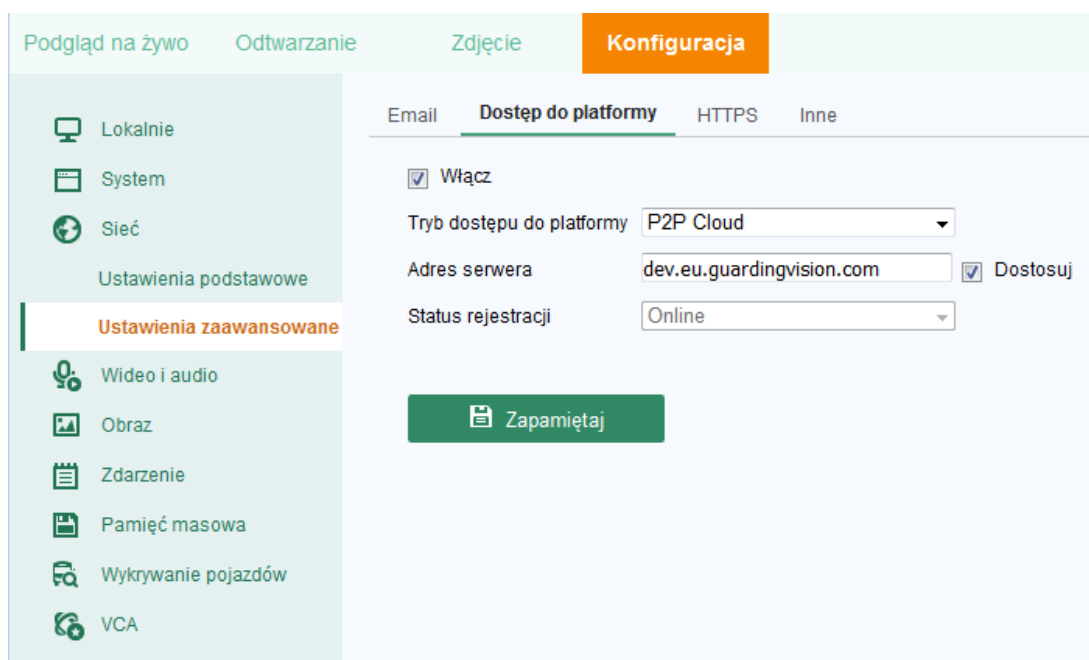 Podgląd na żywo Odtwarzanie Zdjęcie Konfiguracja
Lokalnie
System
Sieć
Ustawienia podstawowe
Ustawienia zaawansowane
Wideo i audio
Obraz
Zdarzenie
Pamięć masowa
Wykrywanie pojazdów
VCA
Email Dostęp do platformy HTTPS Inne
Włącz
Tryb dostępu do platformy P2P Cloud
Adres serwera dev.eu.guardingvision.com Dostosuj
Status rejestracji Online
Zapamiętaj